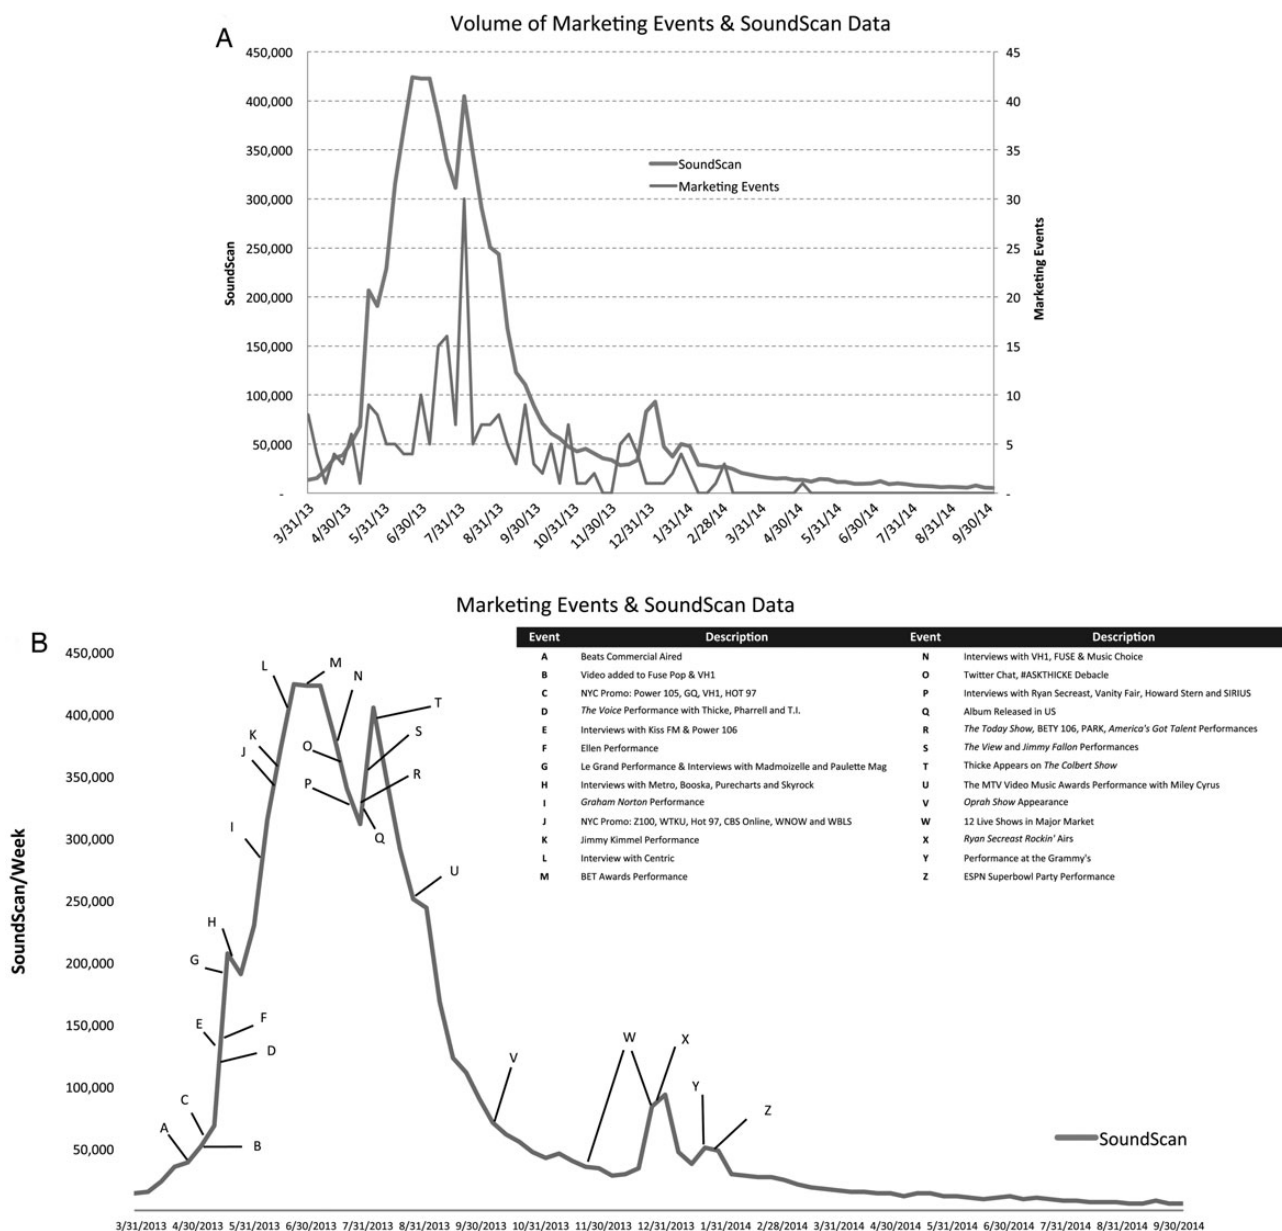 A
Volume of Marketing Events & SoundScan Data
450,000
400,000
350,000
300,000
250,000
200,000
150,000
100,000
50,000
-
SoundScan
45
40
35
30
25
20
15
10
5
-
Marketing Events
SoundScan
Marketing Events
3/31/13 4/30/13 5/31/13 6/30/13 7/31/13 8/31/13 9/30/13 10/31/13 11/30/13 12/31/13 1/31/14 2/28/14 3/31/14 4/30/14 5/31/14 6/30/14 7/31/14 8/31/14 9/30/14
B
Marketing Events & SoundScan Data
450,000
400,000
350,000
300,000
250,000
200,000
150,000
100,000
50,000
SoundScan/Week
Event Description Event Description
A Beats Commercial Aired N Interviews with VH1, FUSE & Music Choice
B Video added to Fuse Pop & VH1 O Twitter Chat, #ASKTHICKE Debacle
C NYC Promo: Power 105, GQ, VH1, HOT 97 P Interviews with Ryan Secreast, Vanity Fair, Howard Stern and SIRIUS
D The Voice Performance with Thicke, Pharrell and T.I. Q Album Released in US
E Interviews with Kiss FM & Power 106 R The Today Show, BETY 106, PARK, America's Got Talent Performances
F Ellen Performance S The View and Jimmy Fallon Performances
G Le Grand Performance & Interviews with Madmoizelle and Paulette Mag T Thicke Appears on The Colbert Show
H Interviews with Metro, Booska, Purecharts and Skyrock U The MTV Video Music Awards Performance with Miley Cyrus
I Graham Norton Performance V Oprah Show Appearance
J NYC Promo: Z100, WTKU, Hot 97, CBS Online, WNOW and WBLS W 12 Live Shows in Major Market
K Jimmy Kimmel Performance X Ryan Secreast Rockin' Airs
L Interview with Centric Y Performance at the Grammy's
M BET Awards Performance Z ESPN Superbowl Party Performance
L
M
N
T
K
J
O
S
P
R
I
Q
U
H
G
E
F
D
W
X
V
Y
C
Z
A
B
SoundScan
3/31/2013 4/30/2013 5/31/2013 6/30/2013 7/31/2013 8/31/2013 9/30/2013 10/31/2013 11/30/2013 12/31/2013 1/31/2014 2/28/2014 3/31/2014 4/30/2014 5/31/2014 6/30/2014 7/31/2014 8/31/2014 9/30/2014